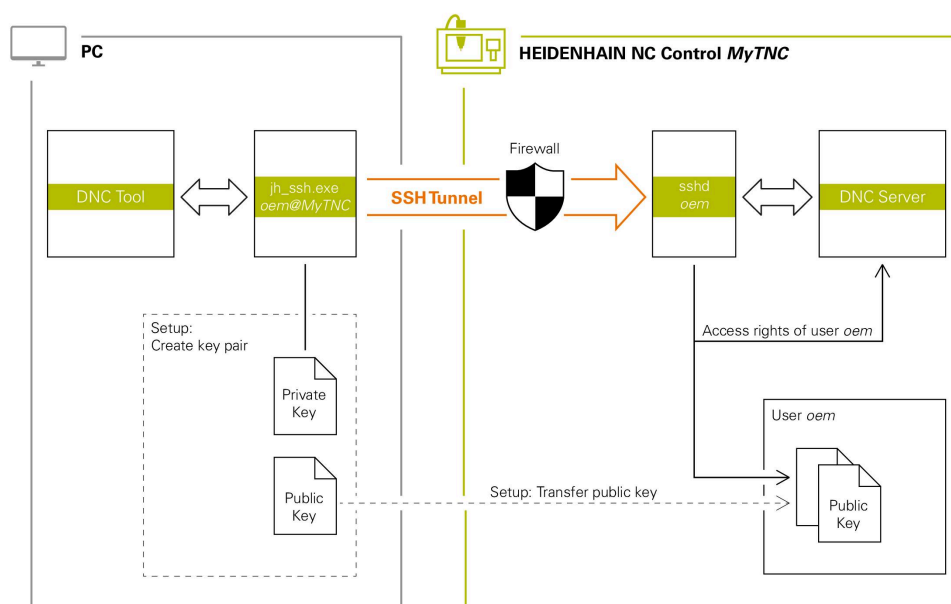 PC
HEIDENHAIN NC Control MyTNC
Firewall
DNC Tool
jh_ssh.exe
oem@MyTNC
SSH Tunnel
sshd
oem
DNC Server
Setup:
Create key pair
Access rights of user oem
Private
Key
User oem
Public
Key
Setup: Transfer public key
Public
Key